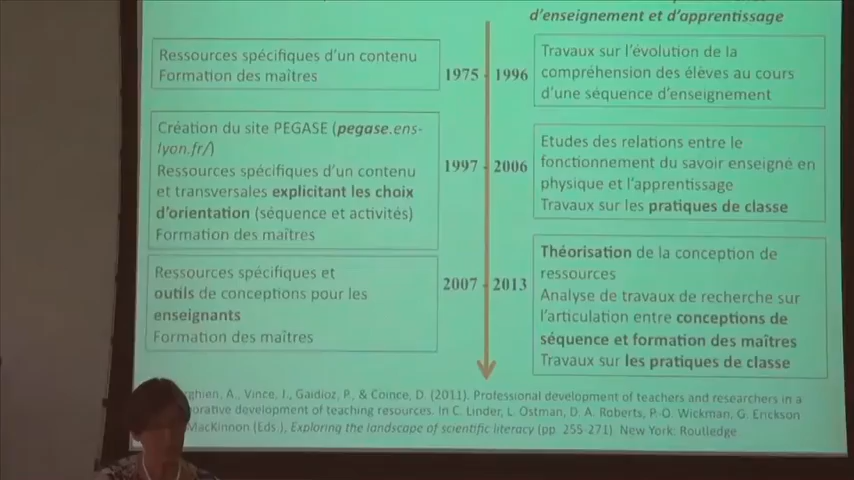 d'enseignement et d'apprentissage
Ressources spécifiques d'un contenu
Formation des maîtres
1975 - 1996
Travaux sur l'évolution de la
compréhension des élèves au cours
d'une séquence d'enseignement
Création du site PEGASE (pegase.ens-
lyon.fr/)
Ressources spécifiques d'un contenu
et transversales explicitant les choix
d'orientation (séquence et activités)
Formation des maîtres
1997 - 2006
Etudes des relations entre le
fonctionnement du savoir enseigné en
physique et l'apprentissage
Travaux sur les pratiques de classe
Ressources spécifiques et
outils de conceptions pour les
enseignants
Formation des maîtres
2007 - 2013
Théorisation de la conception de
ressources
Analyse de travaux de recherche sur
l'articulation entre conceptions de
séquence et formation des maîtres
Travaux sur les pratiques de classe
A., Vince, J., Gaidioz, P., & Coince, D. (2011). Professional development of teachers and researchers in a
development of teaching resources. In C. Linder, L. Ostman, D. A. Roberts, P.-O. Wickman, G. Erickson
MacKinnon (Eds.), Exploring the landscape of scientific literacy (pp. 255-271). New York: Routledge